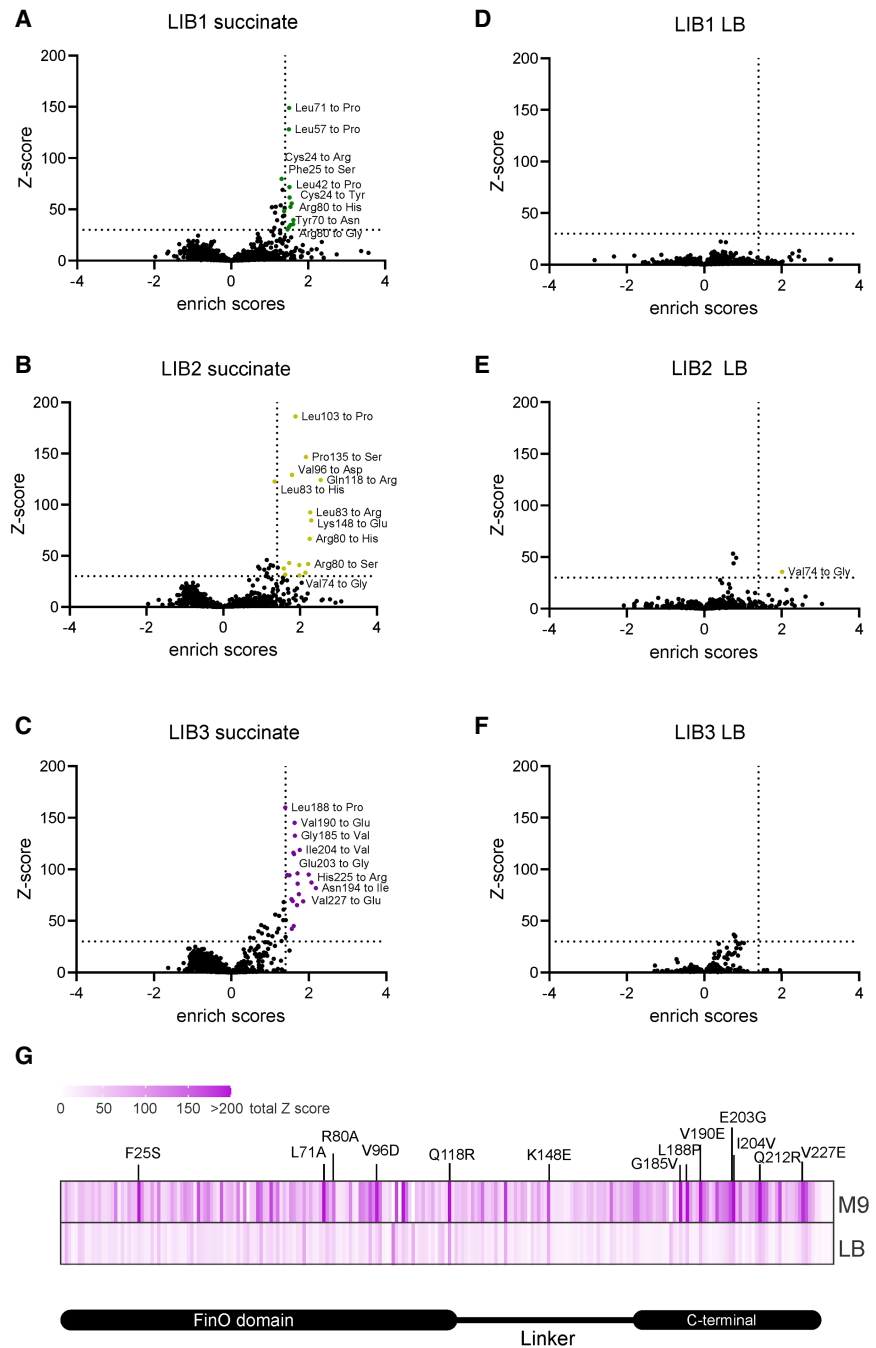 A
LIB1 succinate
Z-score
200
150
100
50
0
-4
-2
0
2
4
enrich scores
Leu71 to Pro
Leu57 to Pro
Cys24 to Arg
Phe25 to Ser
Leu42 to Pro
Cys24 to Tyr
Arg80 to His
Tyr70 to Asn
Arg80 to Gly
D
LIB1 LB
Z-score
200
150
100
50
0
-4
-2
0
2
4
enrich scores
B
LIB2 succinate
Z-score
200
150
100
50
0
-4
-2
0
2
4
enrich scores
Leu103 to Pro
Pro135 to Ser
Val96 to Asp
Gln118 to Arg
Leu83 to His
Leu83 to Arg
Lys148 to Glu
Arg80 to His
Arg80 to Ser
Val74 to Gly
E
LIB2 LB
Z-score
200
150
100
50
0
-4
-2
0
2
4
enrich scores
Val74 to Gly
C
LIB3 succinate
Z-score
200
150
100
50
0
-4
-2
0
2
4
enrich scores
Leu188 to Pro
Val190 to Glu
Gly185 to Val
Ile204 to Val
Glu203 to Gly
His225 to Arg
Asn194 to Ile
Val227 to Glu
F
LIB3 LB
Z-score
200
150
100
50
0
-4
-2
0
2
4
enrich scores
G
0 50 100 150 >200 total Z score
F25S
L71A
R80A
V96D
Q118R
K148E
G185V
L188P
V190E
E203G
I204V
Q212R
V227E
M9
LB
FinO domain
Linker
C-terminal